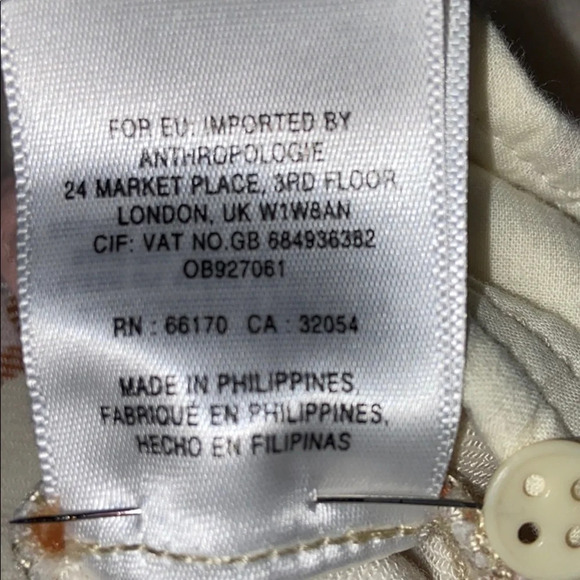 FOR EU: IMPORTED BY
ANTHROPOLOGIE
24 MARKET PLACE, 3RD FLOOR,
LONDON, UK W1W8AN
CIF: VAT NO.GB 684936382
OB927061
RN : 66170 CA : 32054
MADE IN PHILIPPINES,
FABRIQUÉ EN PHILIPPINES,
HECHO EN FILIPINAS